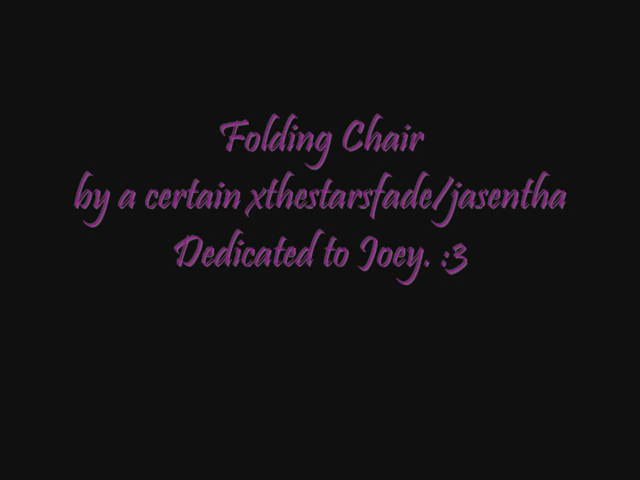 Folding Chair
by a certain xthestarsfade/jasentha
Dedicated to Joey. :3